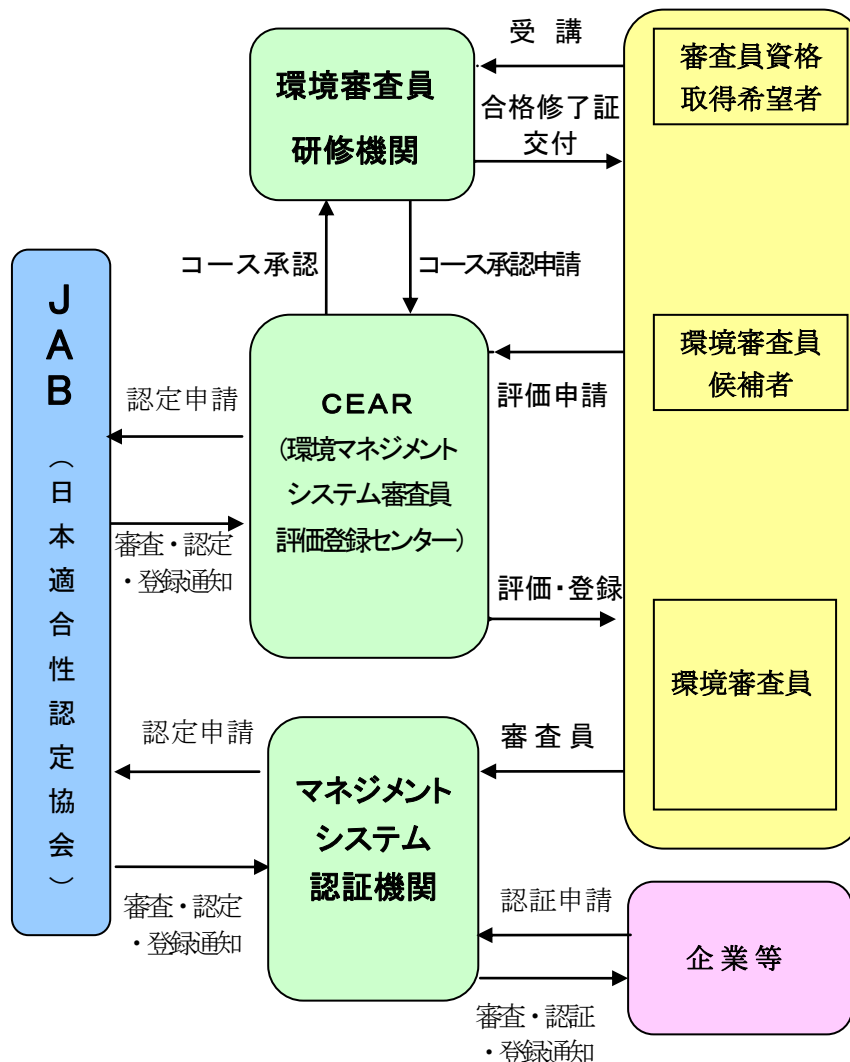 受 講
審査員資格
取得希望者
環境審査員
研修機関
合格修了証
交付
コース承認
コース承認申請
JAB(日本適合性認定協会)
認定申請
審査・認定
・登録通知
CEAR
(環境マネジメント
システム審査員
評価登録センター)
評価申請
環境審査員
候補者
評価・登録
環境審査員
認定申請
審査・認定
・登録通知
マネジメント
システム
認証機関
審査員
認証申請
審査・認証
・登録通知
企業等